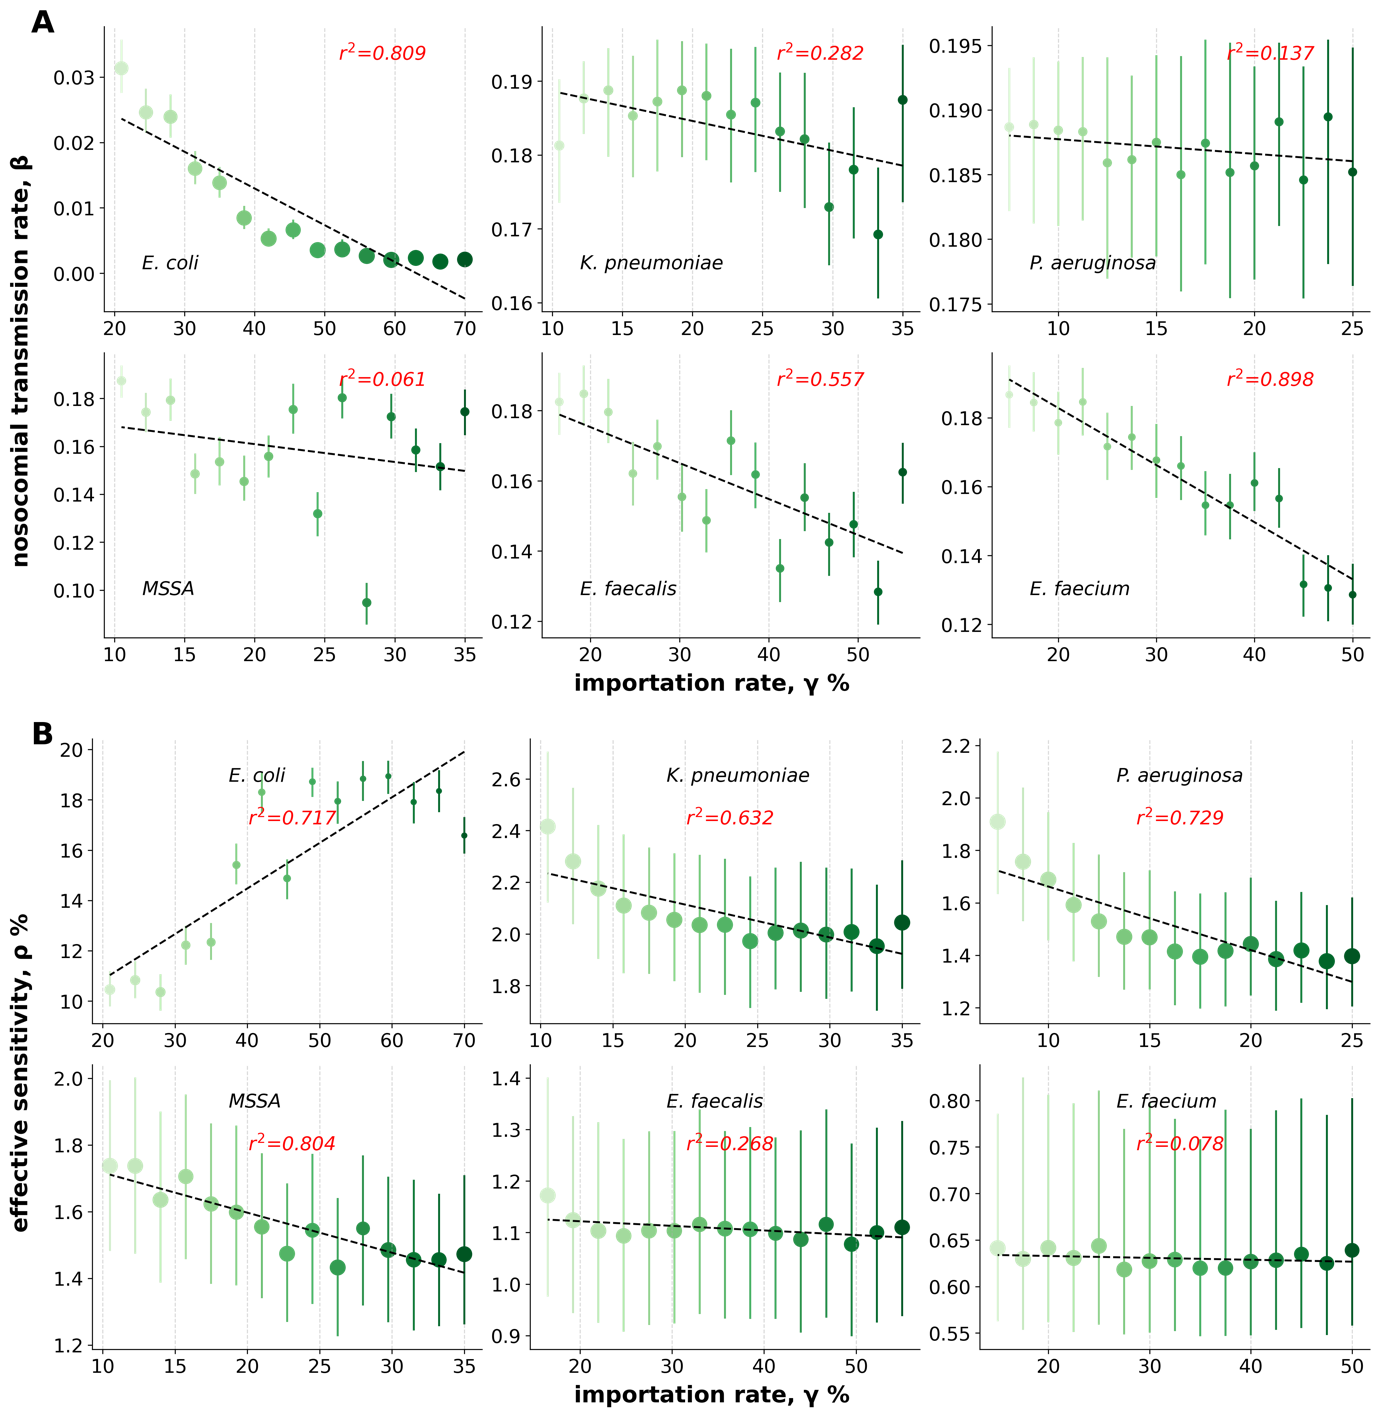 A
nosocomial transmission rate, β
r²=0.809
E. coli
0.03
0.02
0.01
0.00
20 30 40 50 60 70
r²=0.282
K. pneumoniae
0.19
0.18
0.17
0.16
10 15 20 25 30 35
r²=0.137
P. aeruginosa
0.195
0.190
0.185
0.180
0.175
10 15 20 25
r²=0.061
MSSA
0.18
0.16
0.14
0.12
0.10
10 15 20 25 30 35
r²=0.557
E. faecalis
0.18
0.16
0.14
0.12
20 30 40 50
r²=0.898
E. faecium
0.18
0.16
0.14
0.12
20 30 40 50
importation rate, γ %
B
effective sensitivity, ρ %
E. coli
r²=0.717
20
18
16
14
12
10
20 30 40 50 60 70
K. pneumoniae
r²=0.632
2.6
2.4
2.2
2.0
1.8
10 15 20 25 30 35
P. aeruginosa
r²=0.729
2.2
2.0
1.8
1.6
1.4
1.2
10 15 20 25
MSSA
r²=0.804
2.0
1.8
1.6
1.4
1.2
10 15 20 25 30 35
E. faecalis
r²=0.268
1.4
1.3
1.2
1.1
1.0
0.9
20 30 40 50
E. faecium
r²=0.078
0.80
0.75
0.70
0.65
0.60
0.55
20 30 40 50
importation rate, γ %